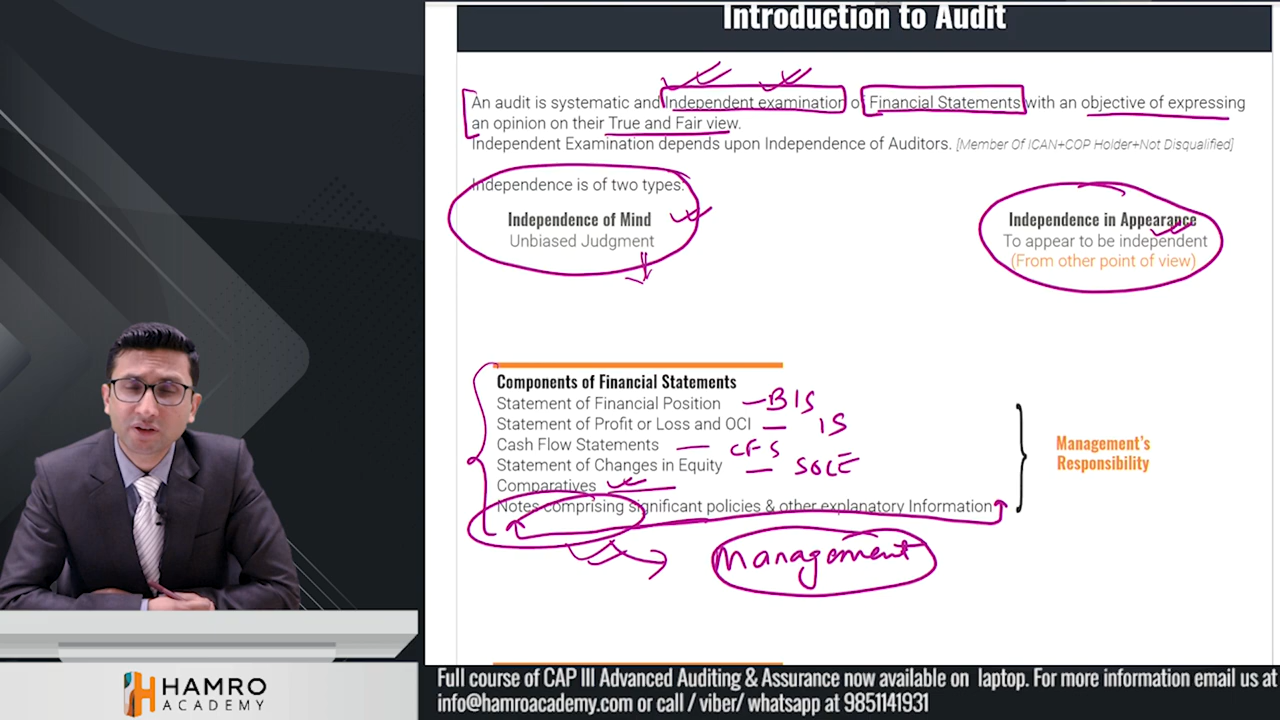 Introduction to Audit
An audit is systematic and Independent examination of Financial Statements with an objective of expressing
an opinion on their True and Fair view.
Independent Examination depends upon Independence of Auditors. [Member Of ICAN+COP Holder+Not Disqualified]
Independence is of two types:
Independence of Mind
Unbiased Judgment
Independence in Appearance
To appear to be independent
(From other point of view)
Components of Financial Statements
Statement of Financial Position – B/S
Statement of Profit or Loss and OCI – IS
Cash Flow Statements – CFS
Statement of Changes in Equity – SOCE
Comparatives
Notes comprising significant policies & other explanatory Information
Management's
Responsibility
Management
HAMRO
ACADEMY
Full course of CAP III Advanced Auditing & Assurance now available on laptop. For more information email us at
info@hamroacademy.com or call / viber/ whatsapp at 9851141931